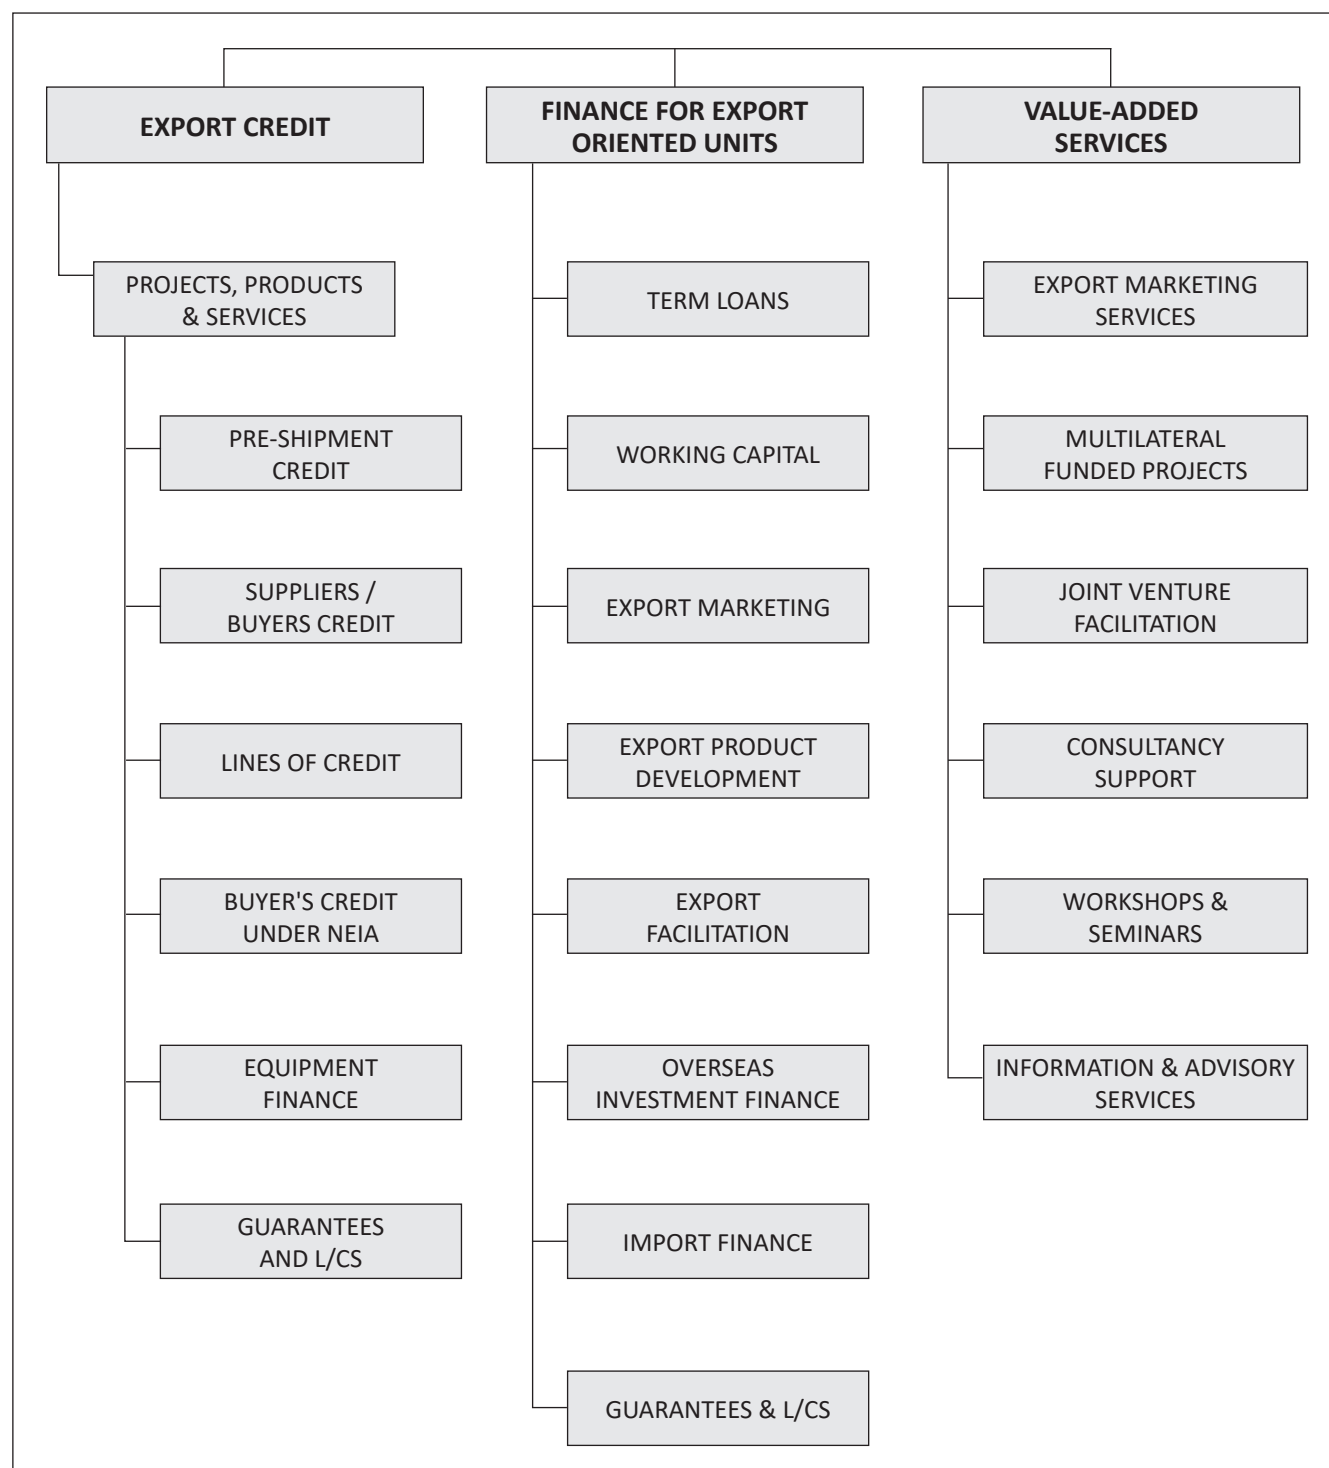 EXPORT CREDIT
PROJECTS, PRODUCTS
& SERVICES
PRE-SHIPMENT
CREDIT
SUPPLIERS /
BUYERS CREDIT
LINES OF CREDIT
BUYER'S CREDIT
UNDER NEIA
EQUIPMENT
FINANCE
GUARANTEES
AND L/CS
FINANCE FOR EXPORT
ORIENTED UNITS
TERM LOANS
WORKING CAPITAL
EXPORT MARKETING
EXPORT PRODUCT
DEVELOPMENT
EXPORT
FACILITATION
OVERSEAS
INVESTMENT FINANCE
IMPORT FINANCE
GUARANTEES & L/CS
VALUE-ADDED
SERVICES
EXPORT MARKETING
SERVICES
MULTILATERAL
FUNDED PROJECTS
JOINT VENTURE
FACILITATION
CONSULTANCY
SUPPORT
WORKSHOPS &
SEMINARS
INFORMATION & ADVISORY
SERVICES